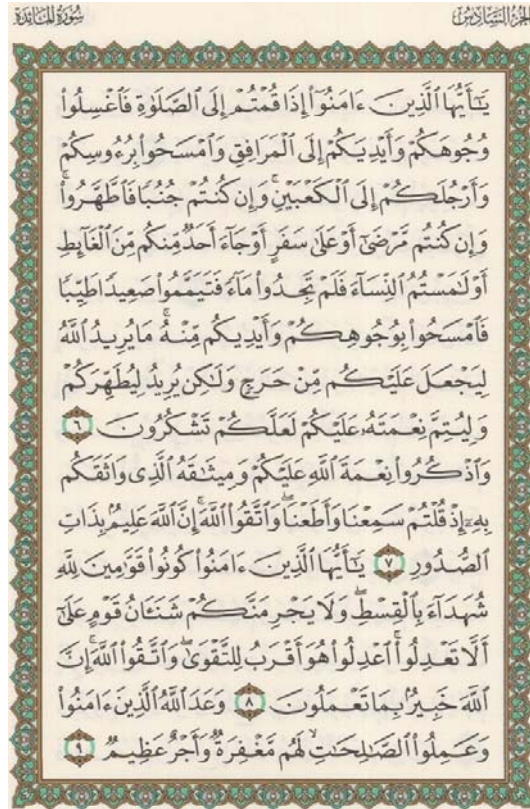 سُورَةُ المَائِدَةِ
الجُزْءُ السَّادِسُ
يَـٰٓأَيُّهَا ٱلَّذِينَ ءَامَنُوٓا۟ إِذَا قُمْتُمْ إِلَى ٱلصَّلَوٰةِ فَٱغْسِلُوا۟
وُجُوهَكُمْ وَأَيْدِيَكُمْ إِلَى ٱلْمَرَافِقِ وَٱمْسَحُوا۟ بِرُءُوسِكُمْ
وَأَرْجُلَكُمْ إِلَى ٱلْكَعْبَيْنِ ۚ وَإِن كُنتُمْ جُنُبًا فَٱطَّهَّرُوا۟ ۚ
وَإِن كُنتُم مَّرْضَىٰٓ أَوْ عَلَىٰ سَفَرٍ أَوْ جَآءَ أَحَدٌ مِّنكُم مِّنَ ٱلْغَآئِطِ
أَوْ لَـٰمَسْتُمُ ٱلنِّسَآءَ فَلَمْ تَجِدُوا۟ مَآءً فَتَيَمَّمُوا۟ صَعِيدًا طَيِّبًا
فَٱمْسَحُوا۟ بِوُجُوهِكُمْ وَأَيْدِيكُم مِّنْهُ ۚ مَا يُرِيدُ ٱللَّهُ
لِيَجْعَلَ عَلَيْكُم مِّنْ حَرَجٍ وَلَـٰكِن يُرِيدُ لِيُطَهِّرَكُمْ
وَلِيُتِمَّ نِعْمَتَهُۥ عَلَيْكُمْ لَعَلَّكُمْ تَشْكُرُونَ ٦
وَٱذْكُرُوا۟ نِعْمَةَ ٱللَّهِ عَلَيْكُمْ وَمِيثَـٰقَهُ ٱلَّذِى وَاثَقَكُم
بِهِۦٓ إِذْ قُلْتُمْ سَمِعْنَا وَأَطَعْنَا ۖ وَٱتَّقُوا۟ ٱللَّهَ ۚ إِنَّ ٱللَّهَ عَلِيمٌۢ بِذَاتِ
ٱلصُّدُورِ ٧ يَـٰٓأَيُّهَا ٱلَّذِينَ ءَامَنُوا۟ كُونُوا۟ قَوَّٰمِينَ لِلَّهِ
شُهَدَآءَ بِٱلْقِسْطِ ۖ وَلَا يَجْرِمَنَّكُمْ شَنَـَٔانُ قَوْمٍ عَلَىٰٓ
أَلَّا تَعْدِلُوا۟ ۚ ٱعْدِلُوا۟ هُوَ أَقْرَبُ لِلتَّقْوَىٰ ۖ وَٱتَّقُوا۟ ٱللَّهَ ۚ إِنَّ
ٱللَّهَ خَبِيرٌۢ بِمَا تَعْمَلُونَ ٨ وَعَدَ ٱللَّهُ ٱلَّذِينَ ءَامَنُوا۟
وَعَمِلُوا۟ ٱلصَّـٰلِحَـٰتِ ۙ لَهُم مَّغْفِرَةٌ وَأَجْرٌ عَظِيمٌ ٩